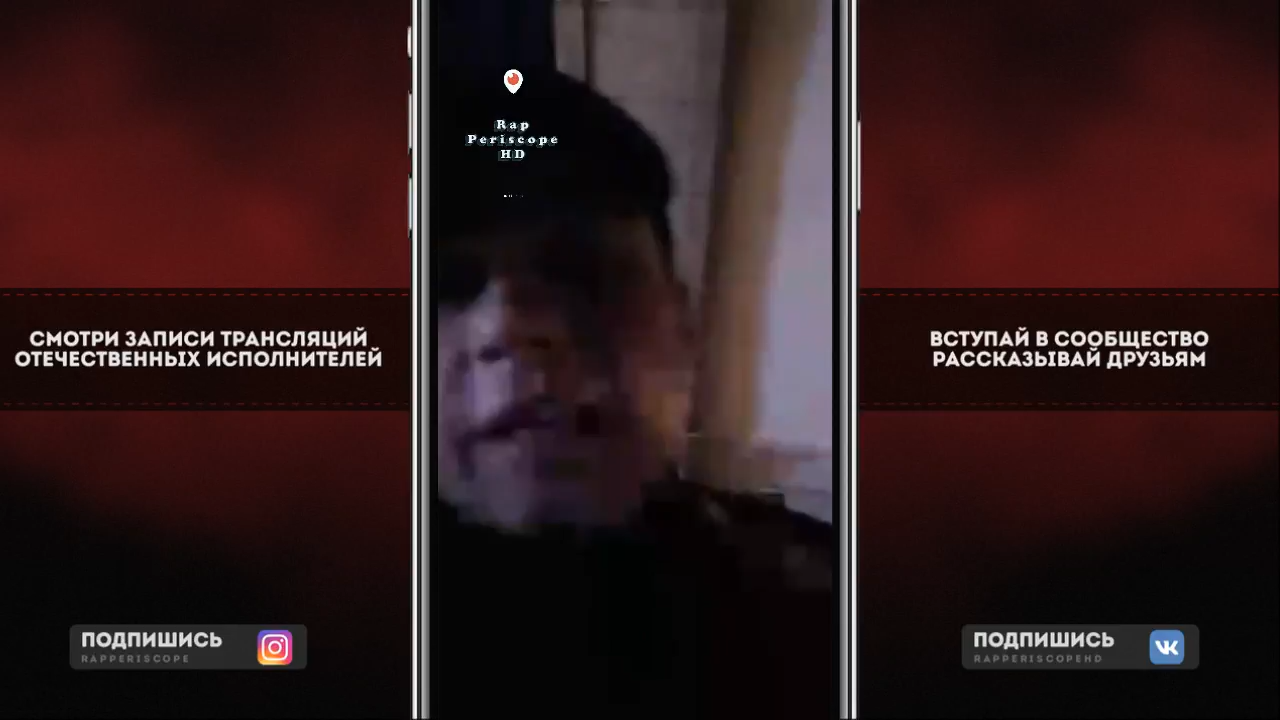 Rap
Periscope
HD
СМОТРИ ЗАПИСИ ТРАНСЛЯЦИЙ
ОТЕЧЕСТВЕННЫХ ИСПОЛНИТЕЛЕЙ
ВСТУПАЙ В СООБЩЕСТВО
РАССКАЗЫВАЙ ДРУЗЬЯМ
ПОДПИШИСЬ
RAPPERISCOPE
ПОДПИШИСЬ
RAPPERISCOPEHD